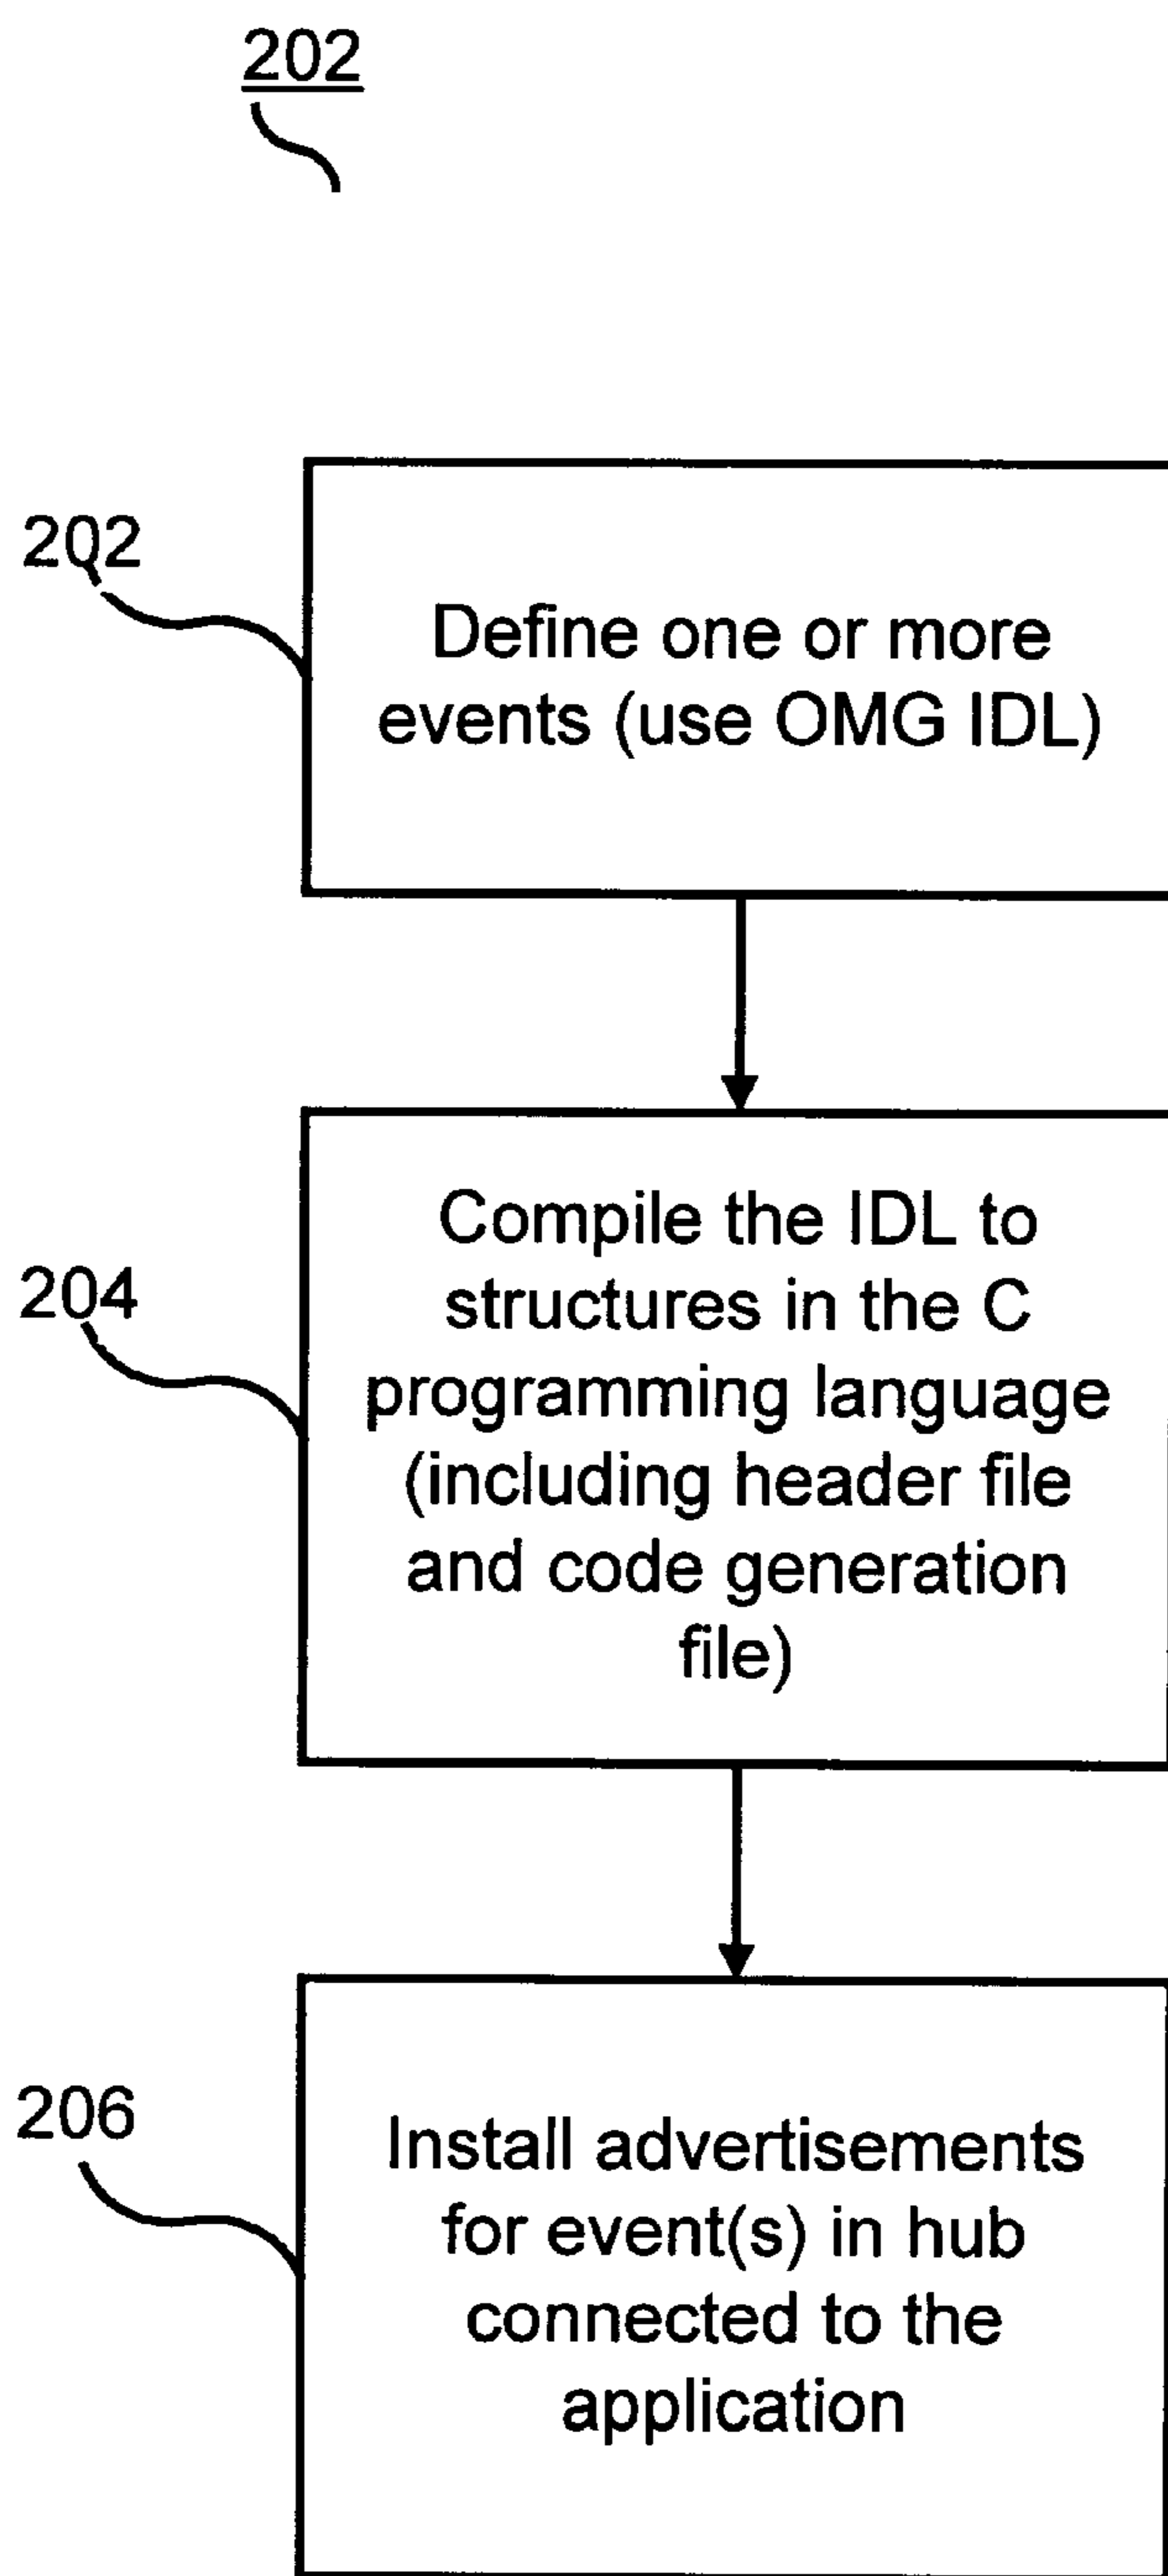 202
202
Define one or more
events (use OMG IDL)
204
Compile the IDL to
structures in the C
programming language
(including header file
and code generation
file)
206
Install advertisements
for event(s) in hub
connected to the
application